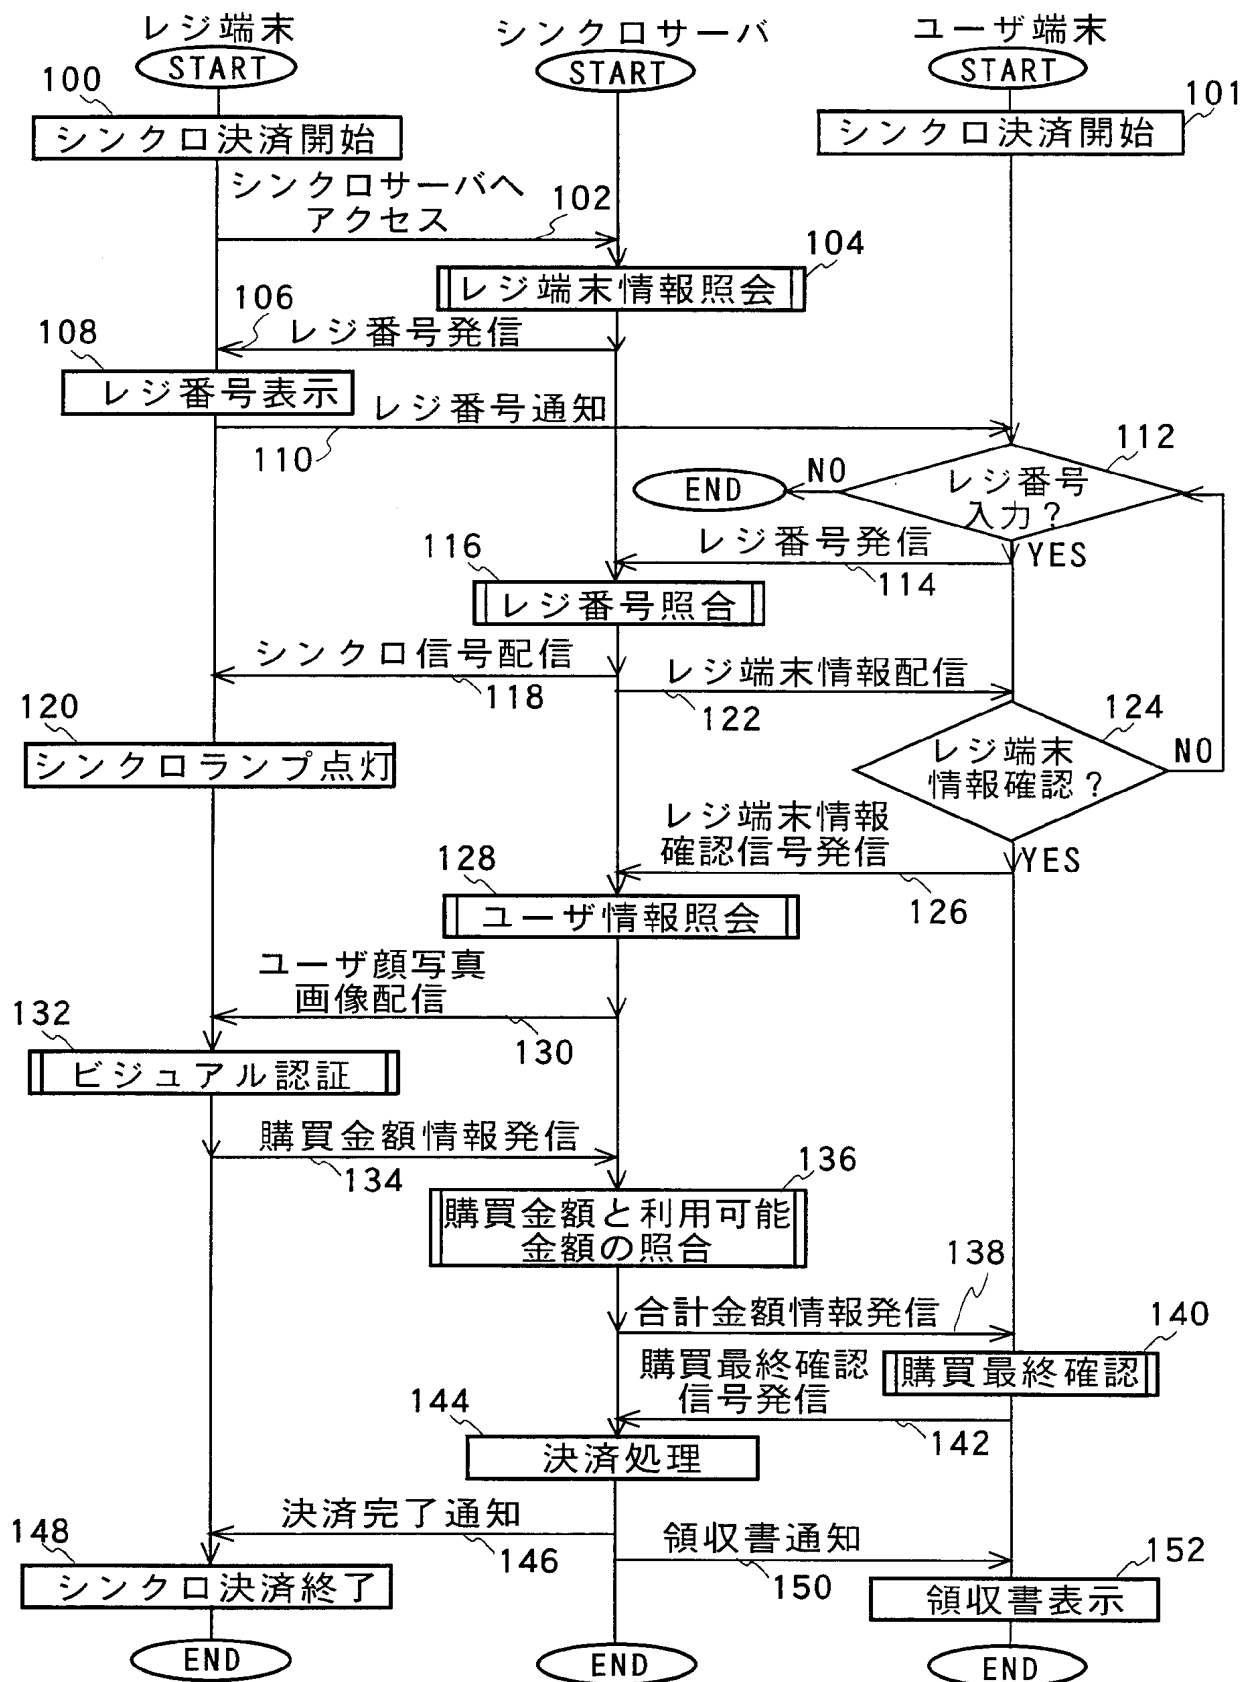 レジ端末
シンクロサーバ
ユーザ端末
START
START
START
100
101
シンクロ決済開始
シンクロ決済開始
シンクロサーバへ
アクセス
102
104
レジ端末情報照会
106
レジ番号発信
108
レジ番号表示
レジ番号通知
110
112
レジ番号
入力?
NO
END
YES
レジ番号発信
114
116
レジ番号照合
シンクロ信号配信
118
レジ端末情報配信
122
120
シンクロランプ点灯
124
レジ端末
情報確認?
NO
YES
レジ端末情報
確認信号発信
126
128
ユーザ情報照会
ユーザ顔写真
画像配信
130
132
ビジュアル認証
購買金額情報発信
134
136
購買金額と利用可能
金額の照合
138
合計金額情報発信
140
購買最終確認
購買最終確認
信号発信
142
144
決済処理
決済完了通知
146
148
シンクロ決済終了
領収書通知
150
152
領収書表示
END
END
END